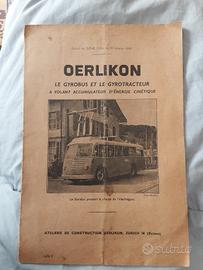 OERLIKON
LE GYROBUS ET LE GYROTRACTEUR
A VOLANT ACCUMULATEUR D'ÉNERGIE CINÉTIQUE
Le Gyrobus pendant la charge de l'électrogyro.
ATELIERS DE CONSTRUCTION OERLIKON, ZURICH (Suisse)
subito